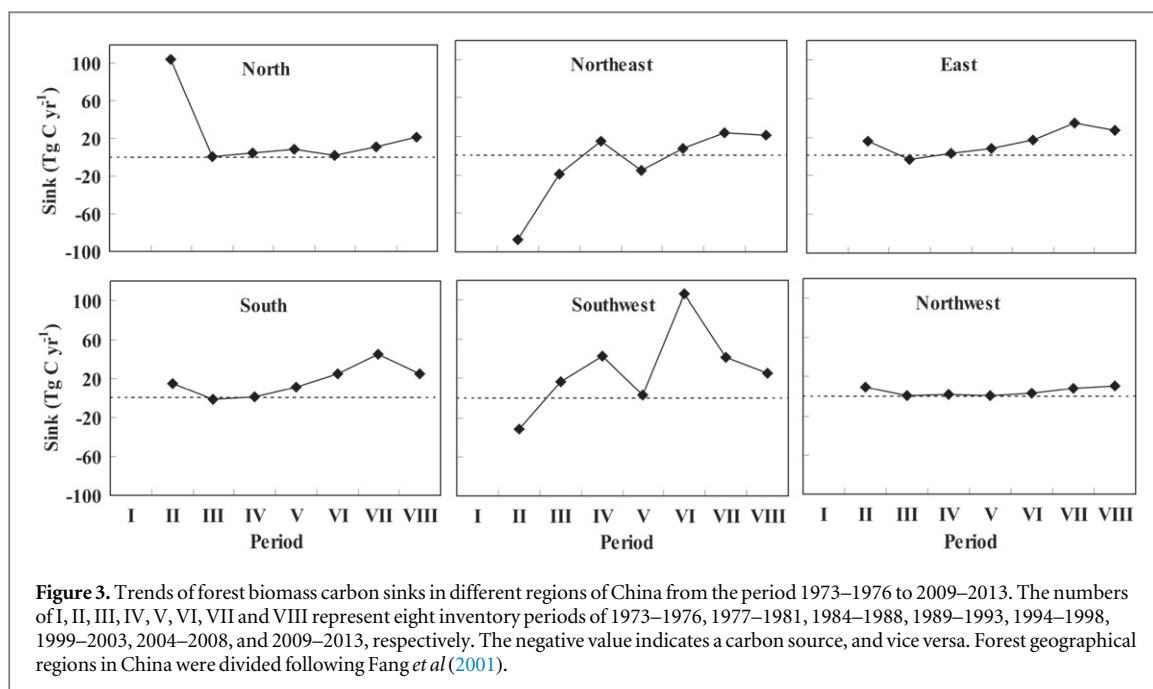 North
Northeast
East
Sink (Tg C yr⁻¹)
100
60
20
-20
-60
-100
South
Southwest
Northwest
Sink (Tg C yr⁻¹)
100
60
20
-20
-60
-100
I II III IV V VI VII VIII
I II III IV V VI VII VIII
I II III IV V VI VII VIII
Period
Period
Period
Figure 3. Trends of forest biomass carbon sinks in different regions of China from the period 1973–1976 to 2009–2013. The numbers
of I, II, III, IV, V, VI, VII and VIII represent eight inventory periods of 1973–1976, 1977–1981, 1984–1988, 1989–1993, 1994–1998,
1999–2003, 2004–2008, and 2009–2013, respectively. The negative value indicates a carbon source, and vice versa. Forest geographical
regions in China were divided following Fang et al (2001).